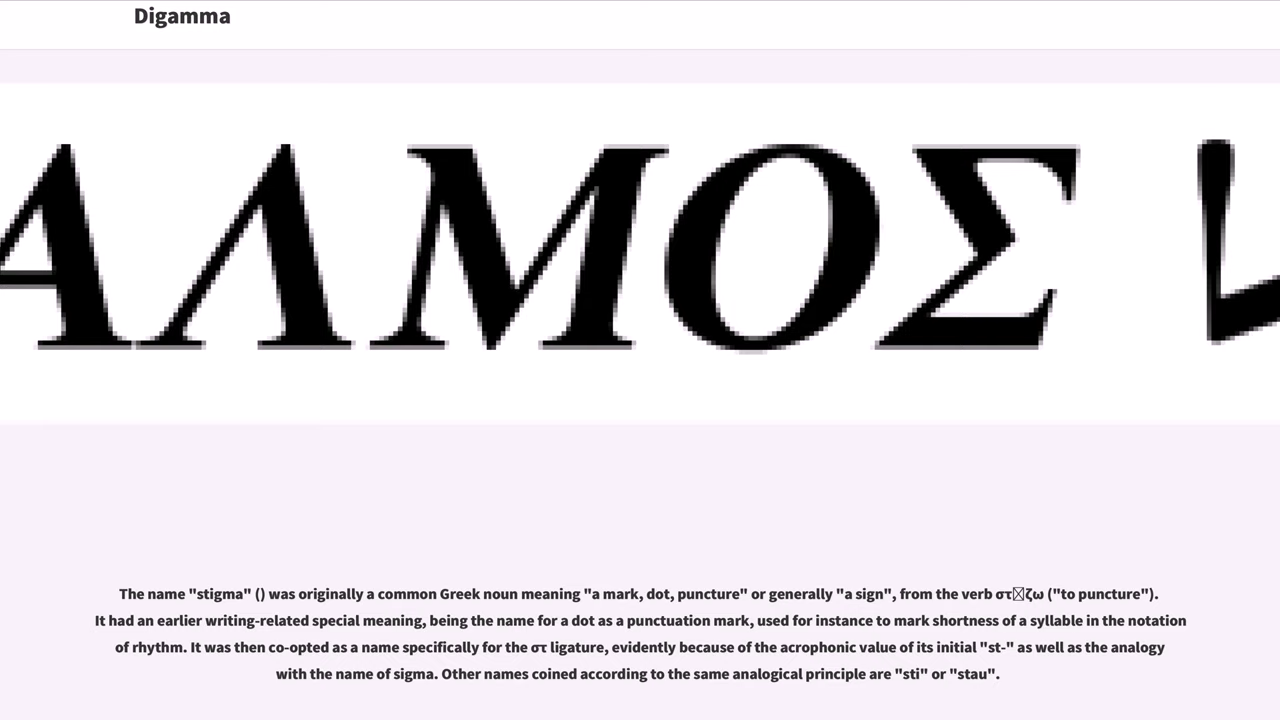 Digamma
ΑΛΜΟΣ
The name "stigma" () was originally a common Greek noun meaning "a mark, dot, puncture" or generally "a sign", from the verb στ□ζω ("to puncture").
It had an earlier writing-related special meaning, being the name for a dot as a punctuation mark, used for instance to mark shortness of a syllable in the notation
of rhythm. It was then co-opted as a name specifically for the στ ligature, evidently because of the acrophonic value of its initial "st-" as well as the analogy
with the name of sigma. Other names coined according to the same analogical principle are "sti" or "stau".